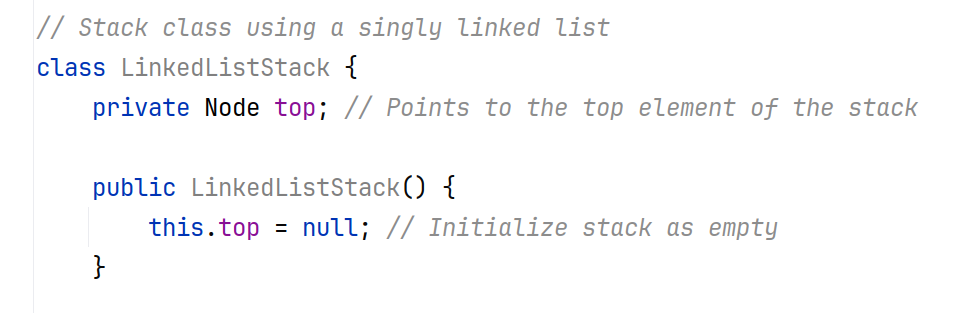 // Stack class using a singly linked list
class LinkedListStack {
    private Node top; // Points to the top element of the stack
    public LinkedListStack() {
        this.top = null; // Initialize stack as empty
    }